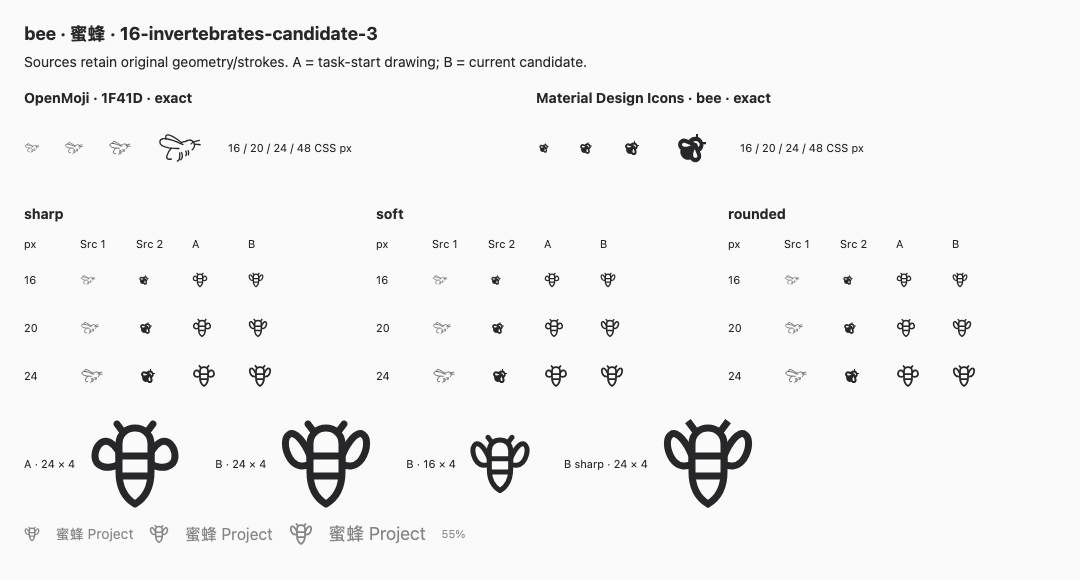 bee · 蜜蜂 · 16-invertebrates-candidate-3
Sources retain original geometry/strokes. A = task-start drawing; B = current candidate.
OpenMoji · 1F41D · exact
Material Design Icons · bee · exact
16 / 20 / 24 / 48 CSS px
16 / 20 / 24 / 48 CSS px
sharp
soft
rounded
px Src 1 Src 2 A B
px Src 1 Src 2 A B
px Src 1 Src 2 A B
16
16
16
20
20
20
24
24
24
A · 24 × 4
B · 24 × 4
B · 16 × 4
B sharp · 24 × 4
蜜蜂 Project
蜜蜂 Project
蜜蜂 Project
55%